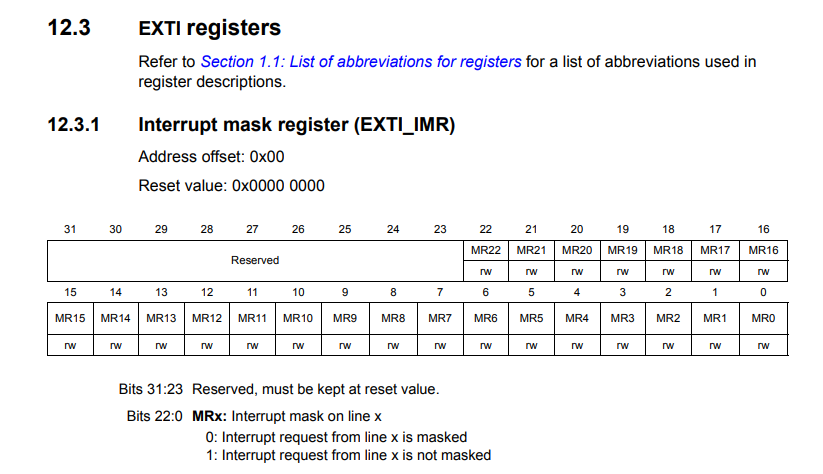 12.3 EXTI registers
Refer to Section 1.1: List of abbreviations for registers for a list of abbreviations used in
register descriptions.
12.3.1 Interrupt mask register (EXTI_IMR)
Address offset: 0x00
Reset value: 0x0000 0000
31 30 29 28 27 26 25 24 23 22 21 20 19 18 17 16
Reserved MR22 MR21 MR20 MR19 MR18 MR17 MR16
rw rw rw rw rw rw rw
15 14 13 12 11 10 9 8 7 6 5 4 3 2 1 0
MR15 MR14 MR13 MR12 MR11 MR10 MR9 MR8 MR7 MR6 MR5 MR4 MR3 MR2 MR1 MR0
rw rw rw rw rw rw rw rw rw rw rw rw rw rw rw rw
Bits 31:23 Reserved, must be kept at reset value.
Bits 22:0 MRx: Interrupt mask on line x
0: Interrupt request from line x is masked
1: Interrupt request from line x is not masked